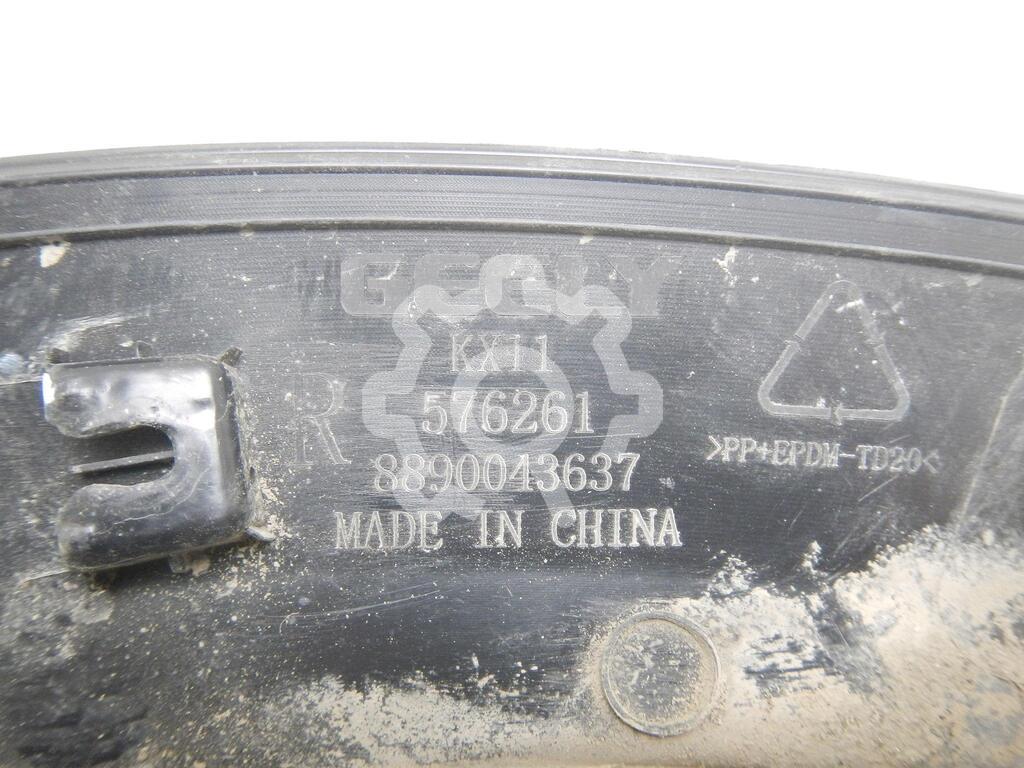 GEELY
KX11
R
576261
8890043637
>PP+EPDM-TD20<
MADE IN CHINA